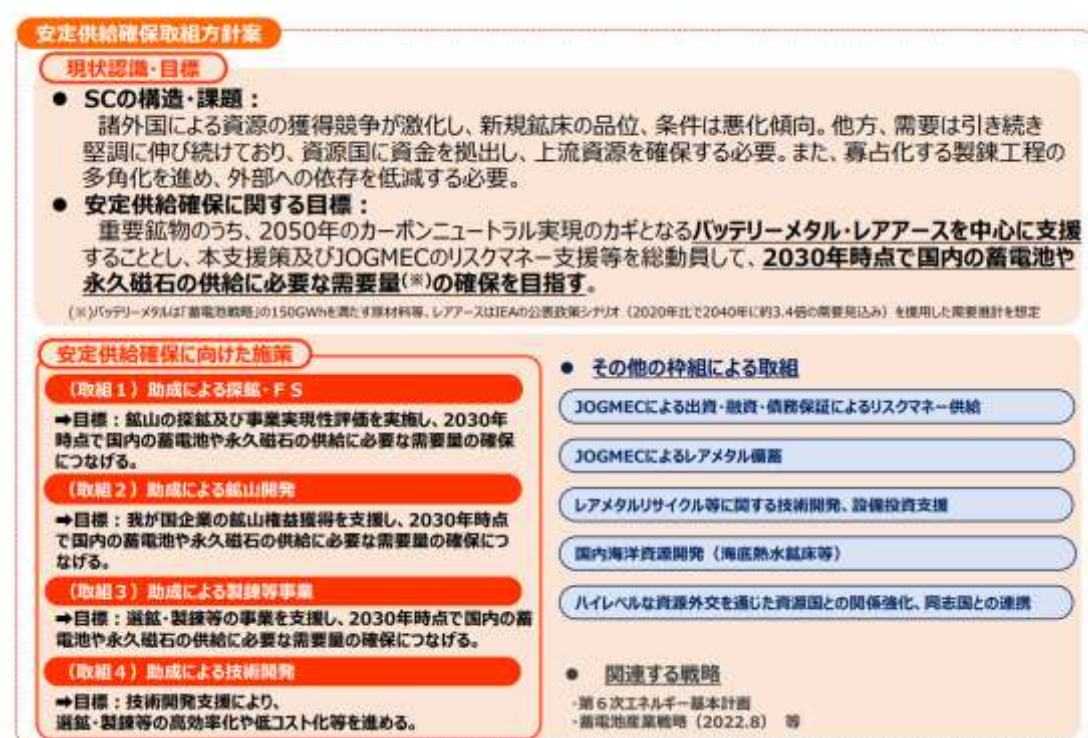 安定供給確保取組方針案
現状認識・目標
● SCの構造・課題：
諸外国による資源の獲得競争が激化し、新規鉱床の品位、条件は悪化傾向。他方、需要は引き続き
堅調に伸び続けており、資源国に資金を拠出し、上流資源を確保する必要。また、寡占化する製錬工程の
多角化を進め、外部への依存を低減する必要。
● 安定供給確保に関する目標：
重要鉱物のうち、2050年のカーボンニュートラル実現のカギとなるバッテリーメタル・レアアースを中心に支援
することとし、本支援策及びJOGMECのリスクマネー支援等を総動員して、2030年時点で国内の蓄電池や
永久磁石の供給に必要な需要量(※)の確保を目指す。
(※)バッテリーメタルは「蓄電池戦略」の150GWhを満たす原材料等、レアアースはIEAの公表政策シナリオ（2020年比で2040年に約3.4倍の需要見込み）を援用した需要推計を想定
安定供給確保に向けた施策
（取組１）助成による探鉱・ＦＳ
➡目標：鉱山の探鉱及び事業実現性評価を実施し、2030年
時点で国内の蓄電池や永久磁石の供給に必要な需要量の確保
につなげる。
（取組２）助成による鉱山開発
➡目標：我が国企業の鉱山権益獲得を支援し、2030年時点
で国内の蓄電池や永久磁石の供給に必要な需要量の確保につ
なげる。
（取組３）助成による製錬等事業
➡目標：選鉱・製錬等の事業を支援し、2030年時点で国内の蓄
電池や永久磁石の供給に必要な需要量の確保につなげる。
（取組４）助成による技術開発
➡目標：技術開発支援により、
選鉱・製錬等の高効率化や低コスト化等を進める。
● その他の枠組による取組
JOGMECによる出資・融資・債務保証によるリスクマネー供給
JOGMECによるレアメタル備蓄
レアメタルリサイクル等に関する技術開発、設備投資支援
国内海洋資源開発（海底熱水鉱床等）
ハイレベルな資源外交を通じた資源国との関係強化、同志国との連携
● 関連する戦略
・第６次エネルギー基本計画
・蓄電池産業戦略（2022.8）　等